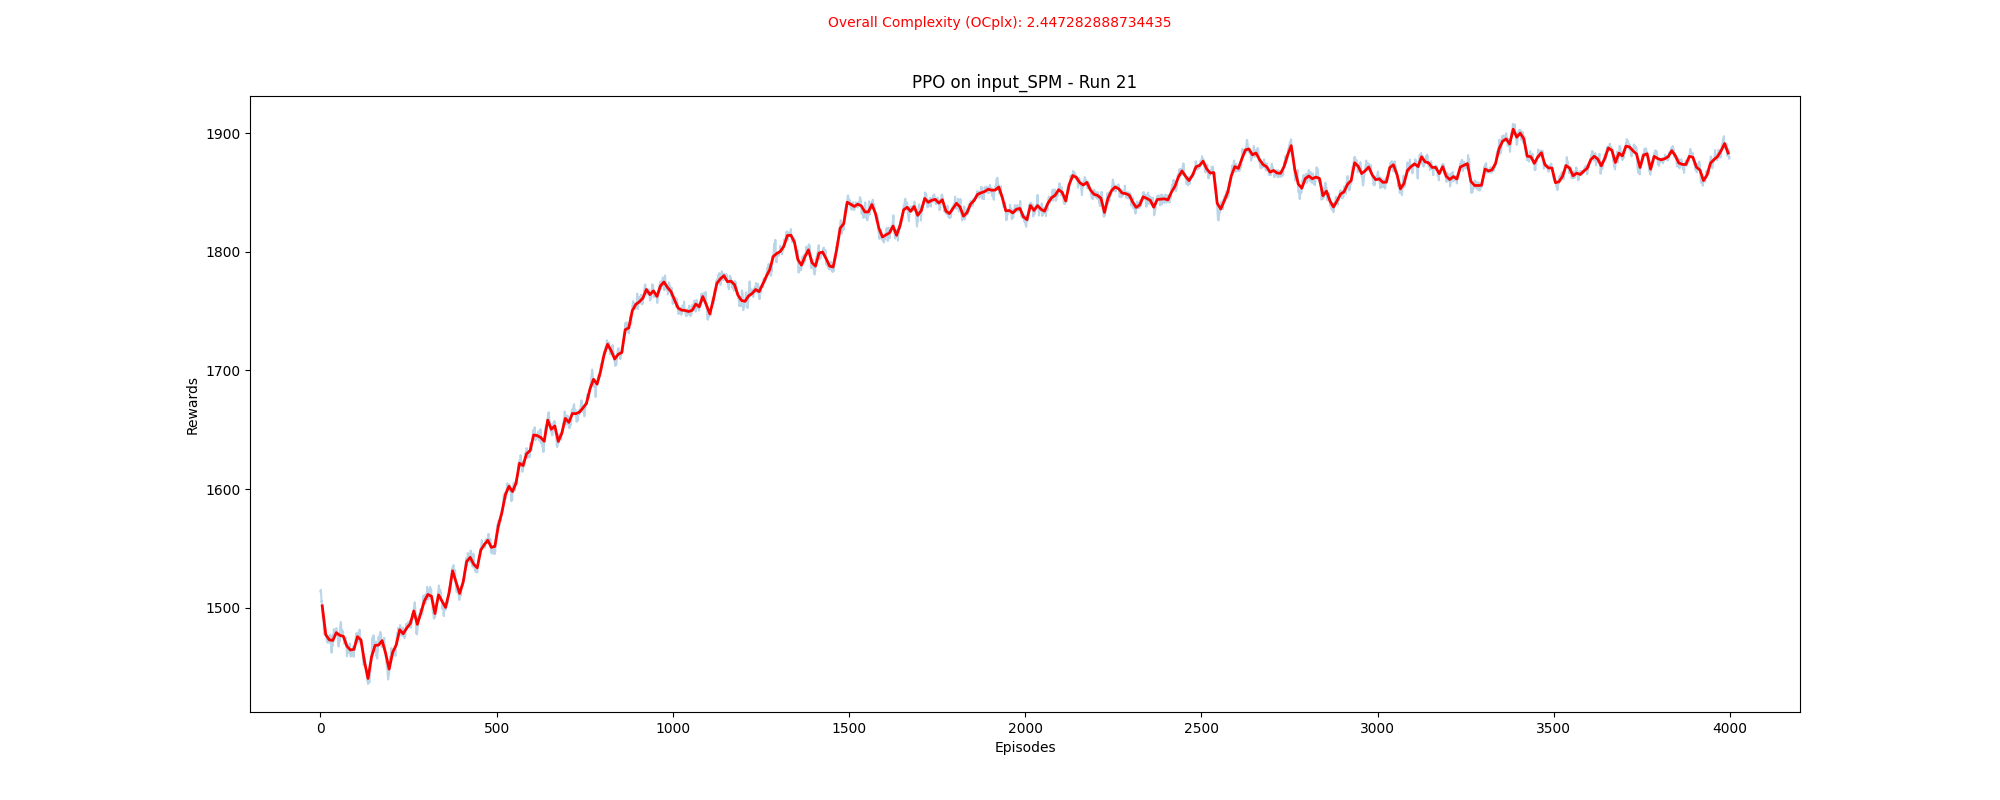 Overall Complexity (OCplx): 2.447282888734435
PPO on input_SPM - Run 21
Rewards
1900
1800
1700
1600
1500
0 500 1000 1500 2000 2500 3000 3500 4000
Episodes